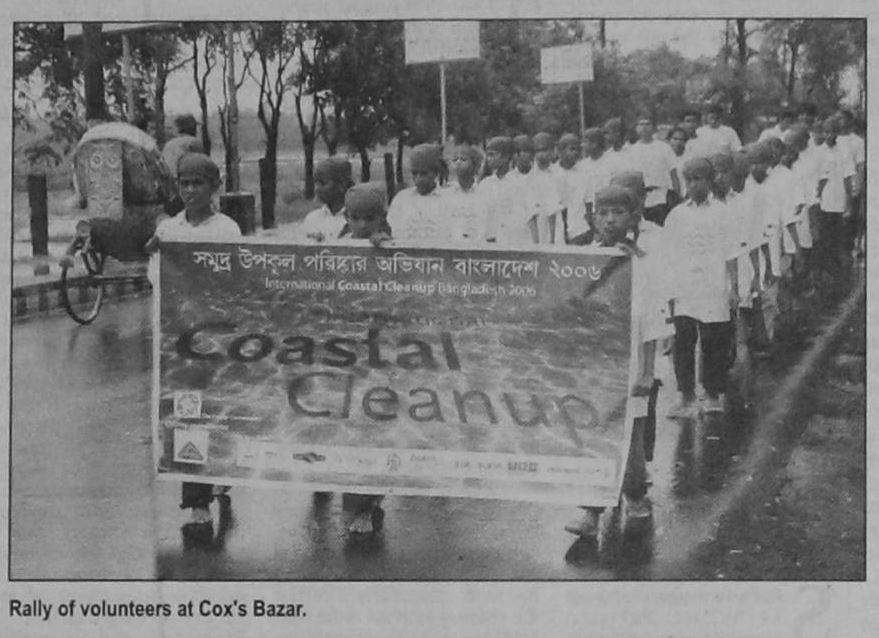 সমুদ্র উপকূল পরিষ্কার অভিযান বাংলাদেশ ২০০৬
International Coastal Cleanup Bangladesh 2006
Coastal
Cleanup
Rally of volunteers at Cox's Bazar.